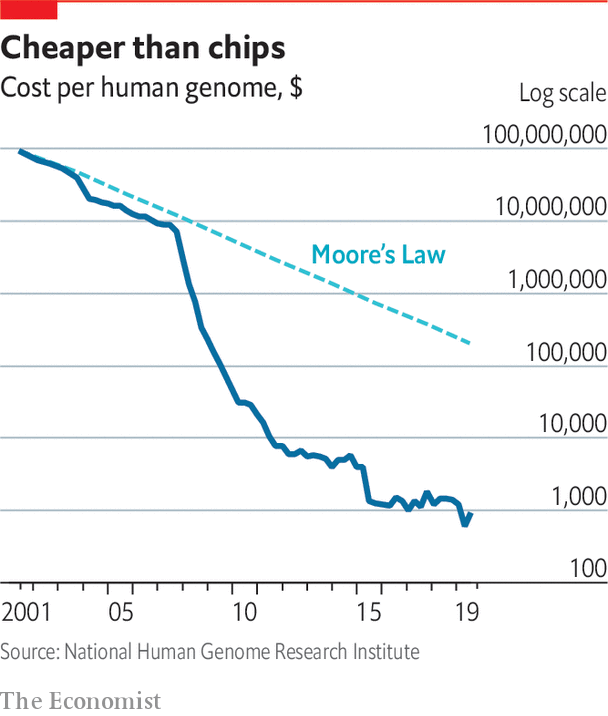 Cheaper than chips
Cost per human genome, $
Log scale
100,000,000
10,000,000
Moore's Law
1,000,000
100,000
10,000
1,000
100
2001 05 10 15 19
Source: National Human Genome Research Institute
The Economist